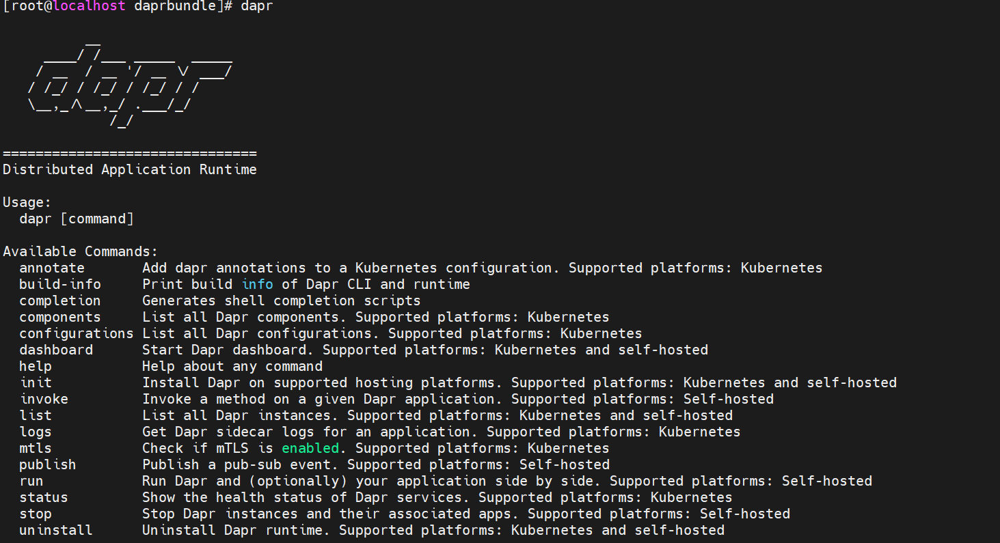 [root@localhost daprbundle]# dapr
          __
     ____/ /___ _____  _____
    / __  / __ '/ __ \/ ___/
   / /_/ / /_/ / /_/ / /
   \__,_/\__,_/ .___/_/
             /_/
===============================
Distributed Application Runtime
Usage:
  dapr [command]
Available Commands:
  annotate       Add dapr annotations to a Kubernetes configuration. Supported platforms: Kubernetes
  build-info     Print build info of Dapr CLI and runtime
  completion     Generates shell completion scripts
  components     List all Dapr components. Supported platforms: Kubernetes
  configurations List all Dapr configurations. Supported platforms: Kubernetes
  dashboard      Start Dapr dashboard. Supported platforms: Kubernetes and self-hosted
  help           Help about any command
  init           Install Dapr on supported hosting platforms. Supported platforms: Kubernetes and self-hosted
  invoke         Invoke a method on a given Dapr application. Supported platforms: Self-hosted
  list           List all Dapr instances. Supported platforms: Kubernetes and self-hosted
  logs           Get Dapr sidecar logs for an application. Supported platforms: Kubernetes
  mtls           Check if mTLS is enabled. Supported platforms: Kubernetes
  publish        Publish a pub-sub event. Supported platforms: Self-hosted
  run            Run Dapr and (optionally) your application side by side. Supported platforms: Self-hosted
  status         Show the health status of Dapr services. Supported platforms: Kubernetes
  stop           Stop Dapr instances and their associated apps. Supported platforms: Self-hosted
  uninstall      Uninstall Dapr runtime. Supported platforms: Kubernetes and self-hosted